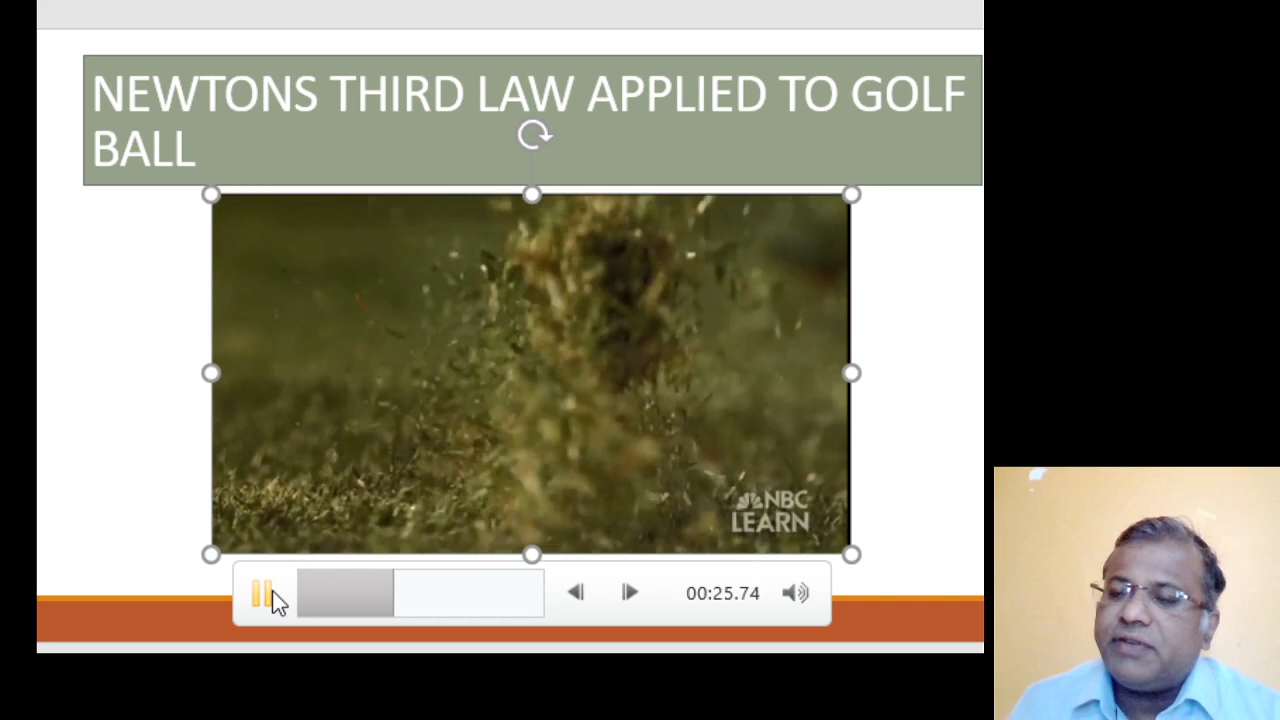 NEWTONS THIRD LAW APPLIED TO GOLF
BALL
NBC
LEARN
00:25.74